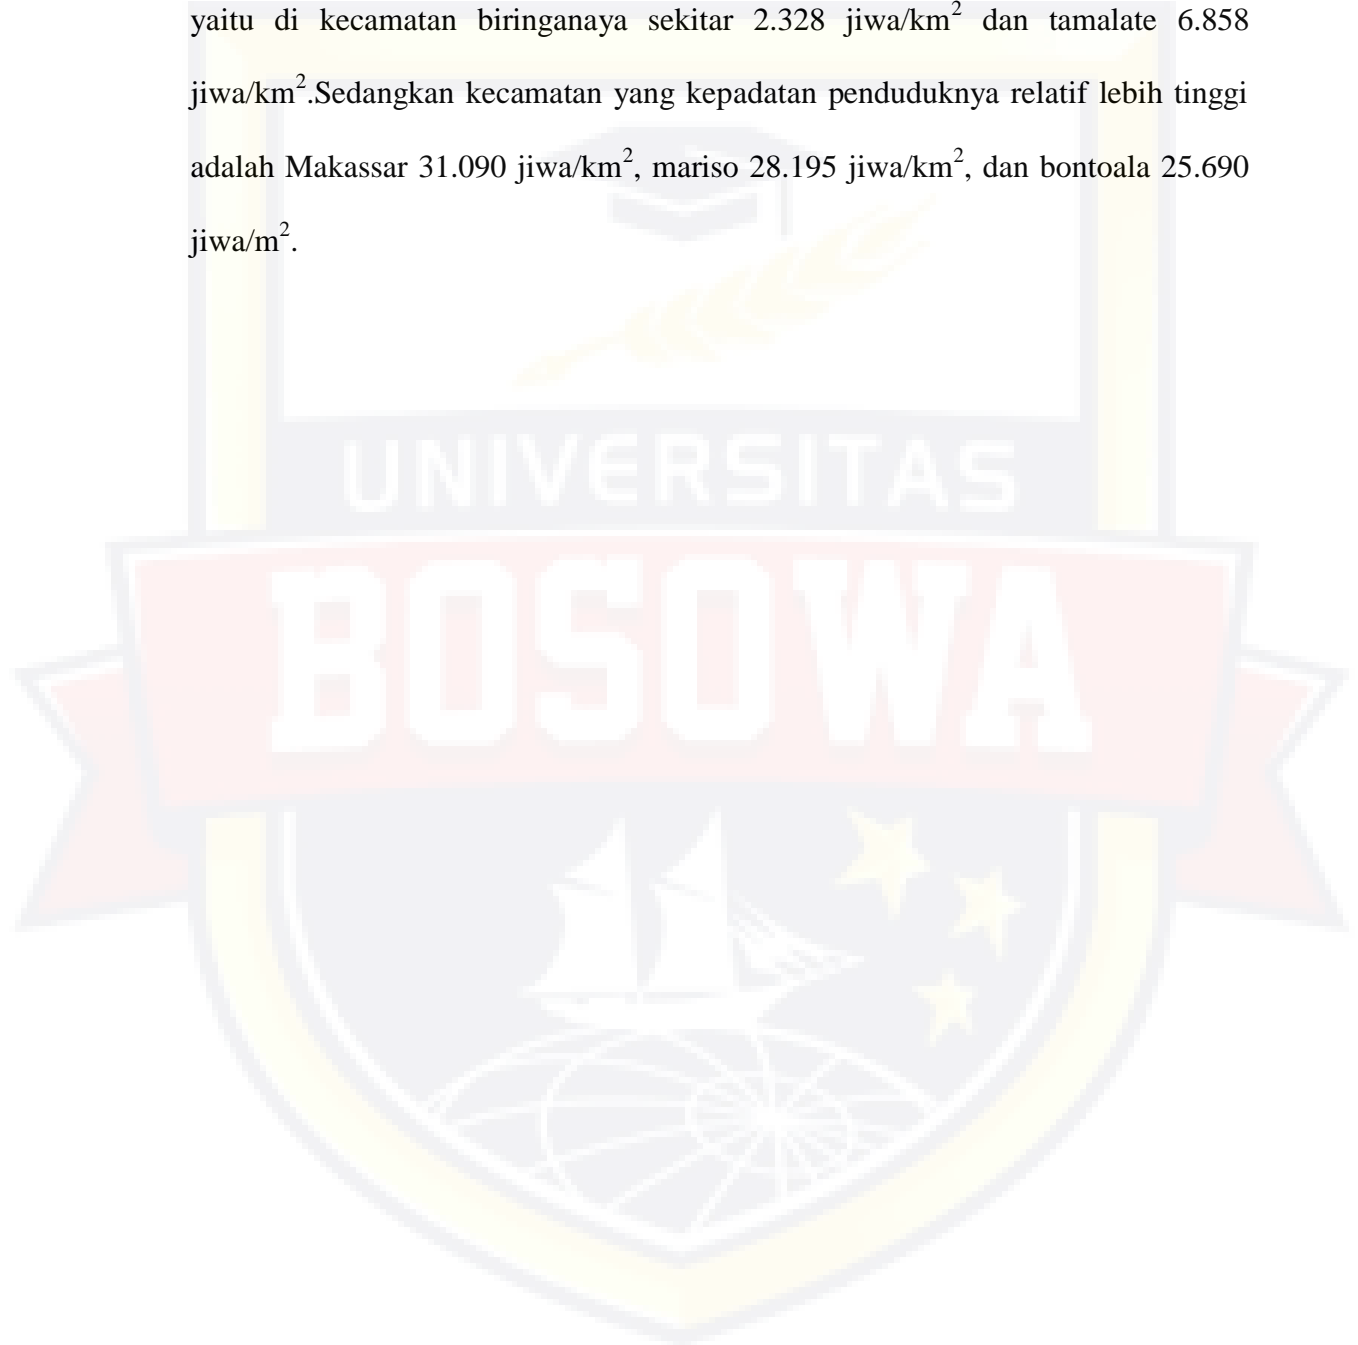 yaitu di kecamatan biringanaya sekitar 2.328 jiwa/km² dan tamalate 6.858
jiwa/km².Sedangkan kecamatan yang kepadatan penduduknya relatif lebih tinggi
adalah Makassar 31.090 jiwa/km², mariso 28.195 jiwa/km², dan bontoala 25.690
jiwa/m².
UNIVERSITAS
BOSOWA